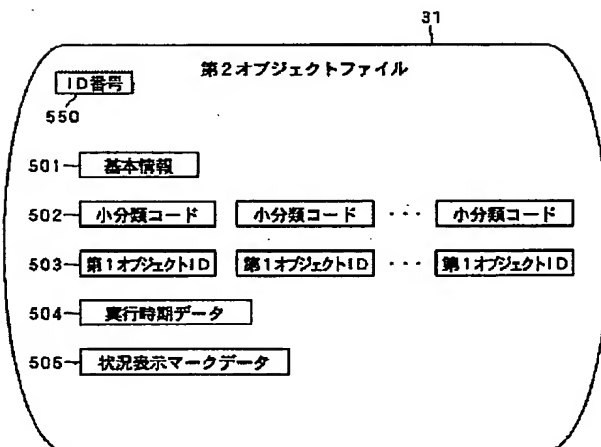 31
第2オブジェクトファイル
ID番号
550
501 基本情報
502 小分類コード 小分類コード ・・・ 小分類コード
503 第1オブジェクトID 第1オブジェクトID ・・・ 第1オブジェクトID
504 実行時期データ
505 状況表示マークデータ